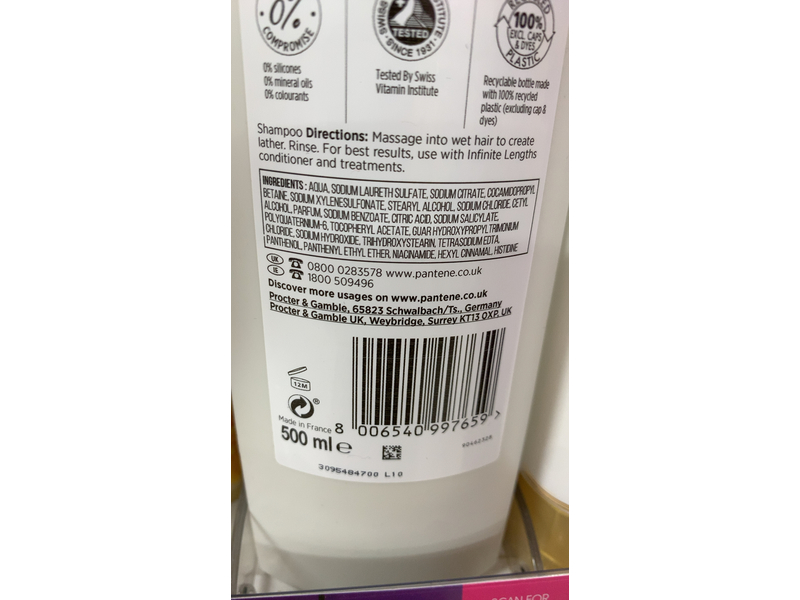 0%
COMPROMISE
0% silicones
0% mineral oils
0% colourants
SWISS
INSTITUTE
TESTED
SINCE 1931
Tested By Swiss
Vitamin Institute
100%
EXCL. CAPS
& DYES
PLASTIC
Recyclable bottle made
with 100% recycled
plastic (excluding cap &
dyes)
Shampoo Directions: Massage into wet hair to create
lather. Rinse. For best results, use with Infinite Lengths
conditioner and treatments.
INGREDIENTS: AQUA, SODIUM LAURETH SULFATE, SODIUM CITRATE, COCAMIDOPROPYL
BETAINE, SODIUM XYLENESULFONATE, STEARYL ALCOHOL, SODIUM CHLORIDE, CETYL
ALCOHOL, PARFUM, SODIUM BENZOATE, CITRIC ACID, SODIUM SALICYLATE,
POLYQUATERNIUM-6, TOCOPHERYL ACETATE, GUAR HYDROXYPROPYLTRIMONIUM
CHLORIDE, SODIUM HYDROXIDE, TRIHYDROXYSTEARIN, TETRASODIUM EDTA,
PANTHENOL, PANTHENYL ETHYL ETHER, NIACINAMIDE, HEXYL CINNAMAL, HISTIDINE
UK 0800 0283578 www.pantene.co.uk
IE 1800 509496
Discover more usages on www.pantene.co.uk
Procter & Gamble, 65823 Schwalbach/Ts., Germany
Procter & Gamble UK, Weybridge, Surrey KT13 0XP, UK
12M
®
Made in France
500 ml e
8 006540 997659 >
3095484700 L10
SCAN FOR